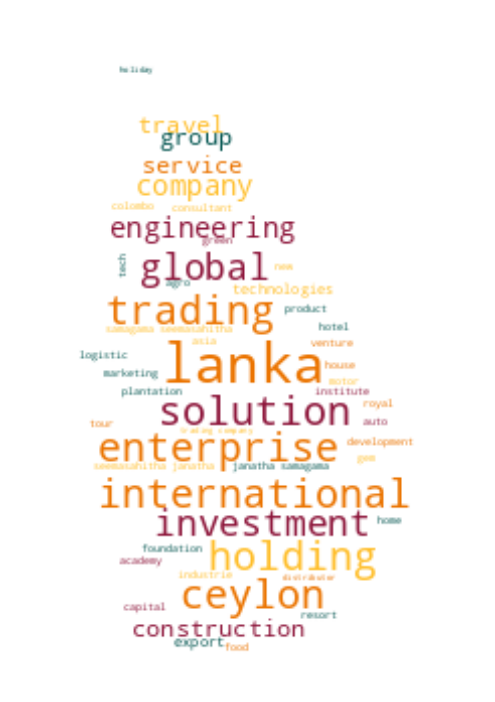 holiday
travel
group
service
company
colombo consultant
engineering
green
tech global new
agro
technologies
trading product
samagama seemasahitha hotel
asia venture
logistic lanka house
marketing motor
plantation institute
solution royal
tour auto
trading company
enterprise development
gem
seemasahitha janatha janatha samagama
international
investment home
foundation holding
academy
industrie distributor
ceylon
capital resort
construction
export food